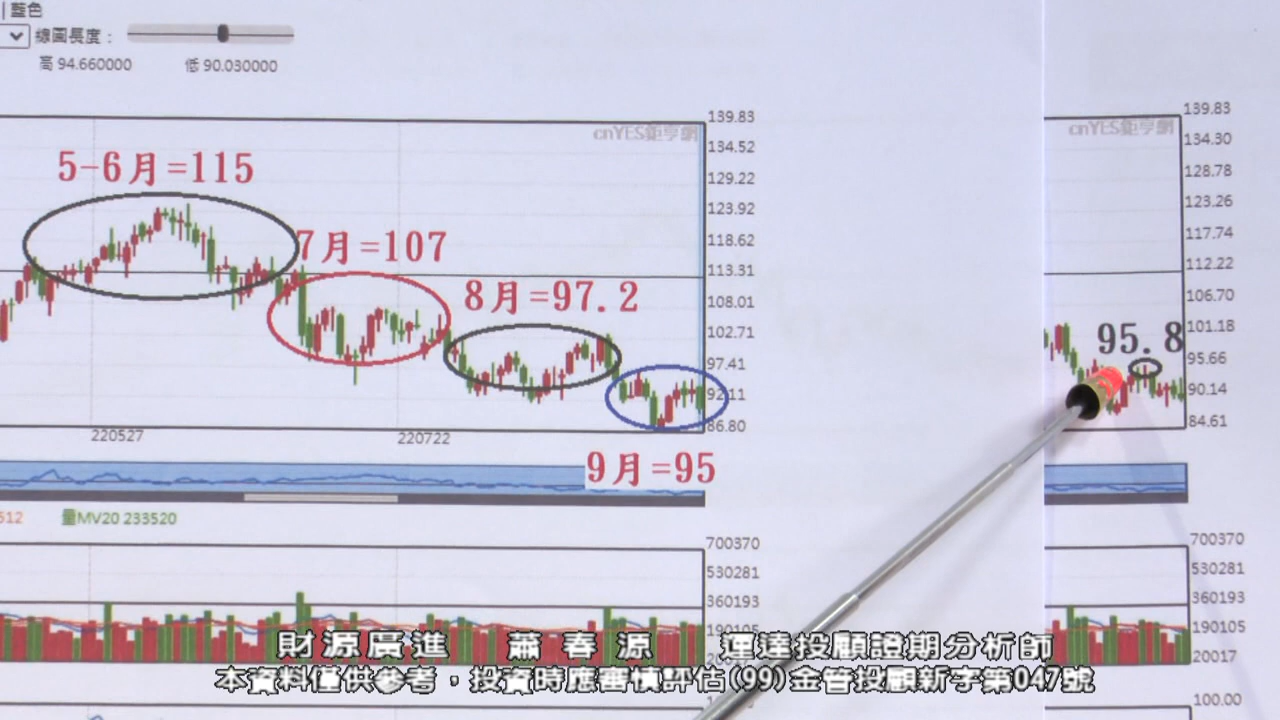 藍色
線圖長度：
高 94.660000 低 90.030000
cnYES鉅亨網
139.83
134.52
129.22
123.92
118.62
113.31
108.01
102.71
97.41
92.11
86.80
5-6月=115
7月=107
8月=97.2
9月=95
220527 220722
512 量MV20 233520
700370
530281
360193
190105
cnYES鉅亨網
139.83
134.30
128.78
123.26
117.74
112.22
106.70
101.18
95.66
90.14
84.61
95.8
700370
530281
360193
190105
20017
100.00
財源廣進 蕭春源 運達投顧證期分析師
本資料僅供參考，投資時應審慎評估(99)金管投顧新字第047號